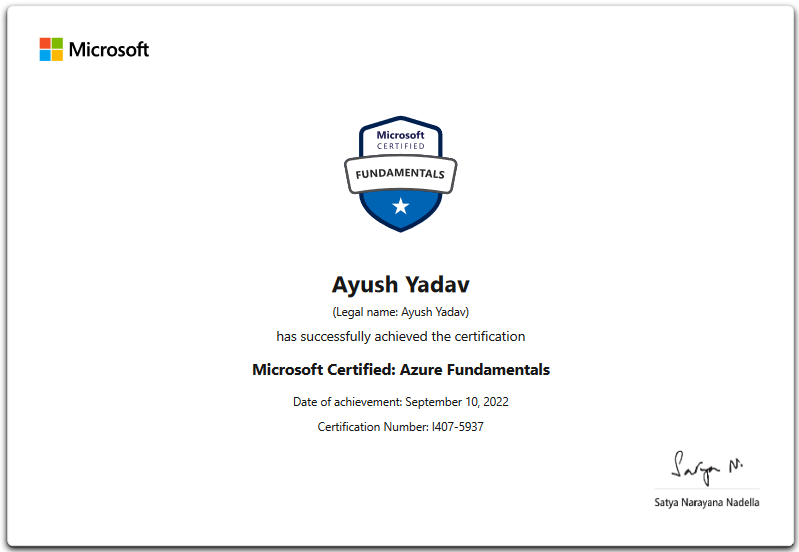 Microsoft
Microsoft
CERTIFIED
FUNDAMENTALS
Ayush Yadav
(Legal name: Ayush Yadav)
has successfully achieved the certification
Microsoft Certified: Azure Fundamentals
Date of achievement: September 10, 2022
Certification Number: I407-5937
Satya N.
Satya Narayana Nadella